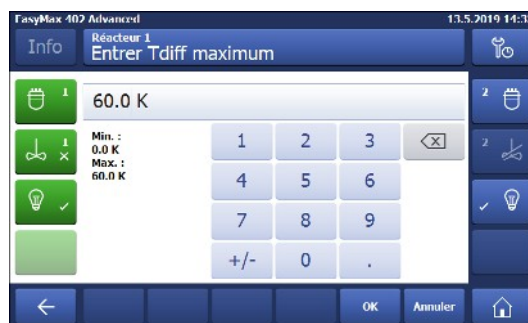 EasyMax 402 Advanced 13.5.2019 14:33
Info
Réacteur 1
Entrer Tdiff maximum
1
60.0 K
2
1
Min. :
0.0 K
Max. :
60.0 K
1 2 3
2
4 5 6
7 8 9
+/- 0 .
OK Annuler